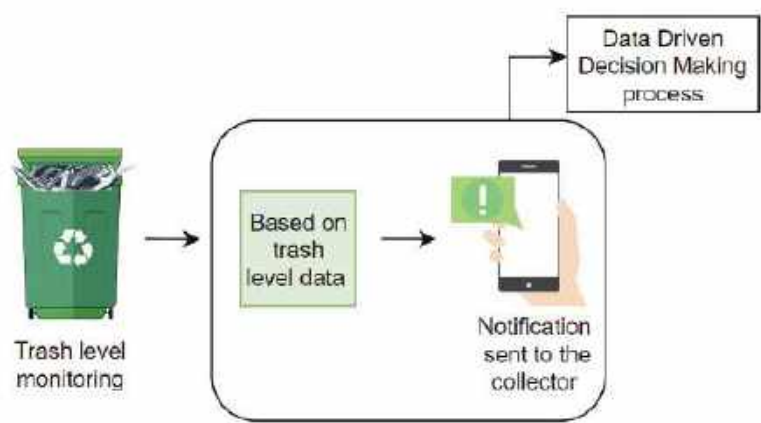 Data Driven
Decision Making
process
Based on
trash
level data
Trash level
monitoring
Notification
sent to the
collector